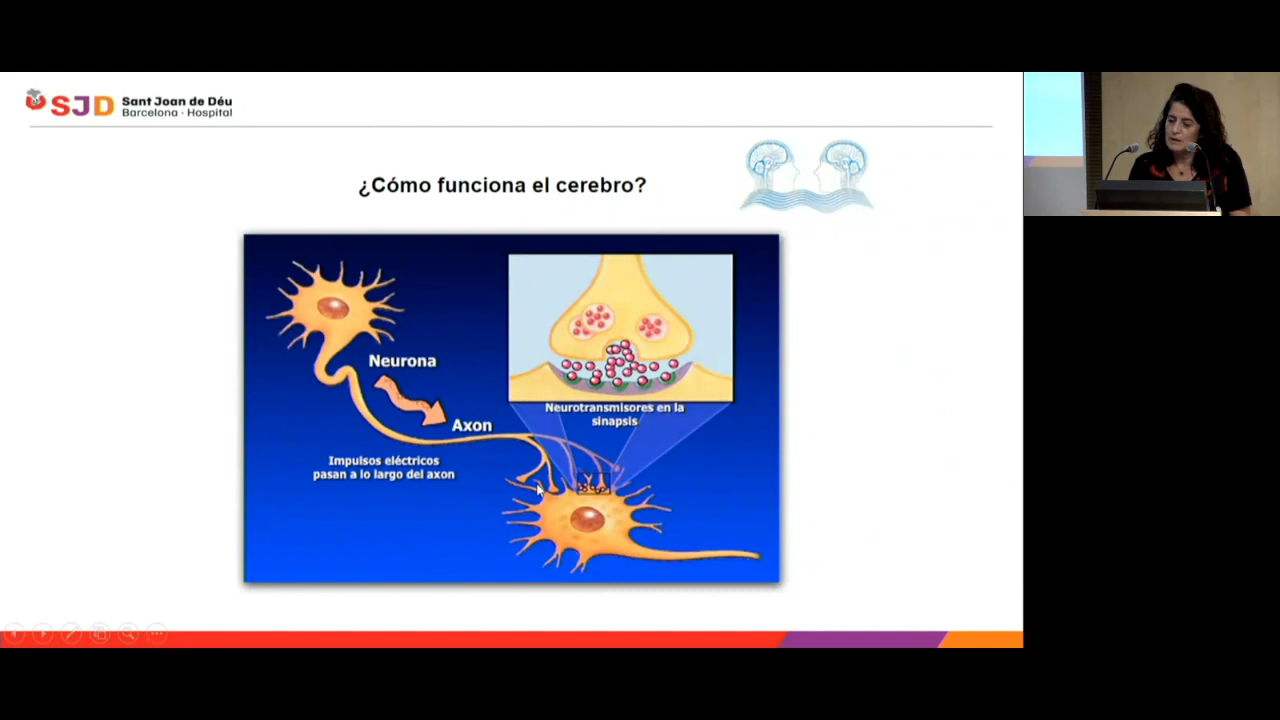 SJD Sant Joan de Déu
Barcelona · Hospital
¿Cómo funciona el cerebro?
Neurona
Axon
Impulsos eléctricos
pasan a lo largo del axon
Neurotransmisores en la
sinapsis